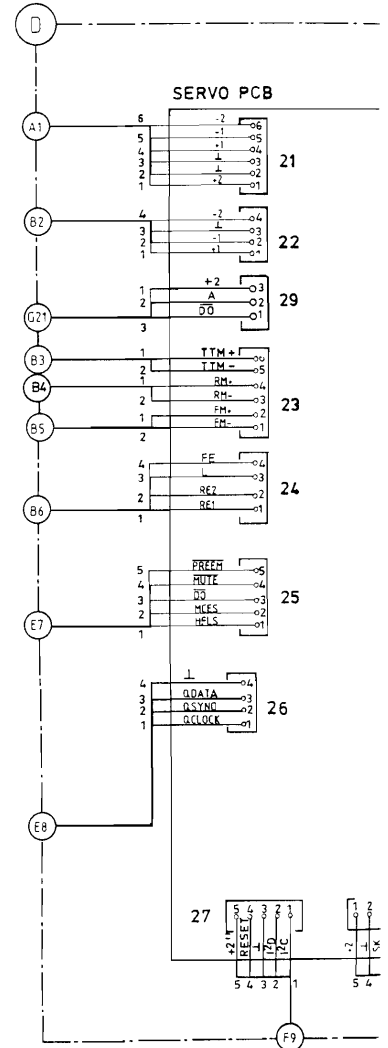 D
SERVO PCB
A1
6 -2 6
5 -1 5
4 +1 4
3 ⊥ 3
2 ⊥ 2
1 +2 1
21
B2
4 -2 4
3 ⊥ 3
2 -1 2
1 +1 1
22
1 +2 3
2 A 2
3 D̅O̅ 1
29
G21
B3
1 TTM+ 6
2 TTM- 5
B4
1 RM+ 4
2 RM- 3
B5
1 FM+ 2
2 FM- 1
23
4 FE 4
3 L 3
2 RE2 2
1 RE1 1
24
B6
5 P̅R̅E̅E̅M̅ 5
4 M̅U̅T̅E̅ 4
3 D̅O̅ 3
2 MCES 2
1 HFLS 1
25
E7
4 ⊥ 4
3 QDATA 3
2 QSYNC 2
1 QCLOCK 1
26
E8
27
5 4 3 2 1
+2'1 RESET ⊥ I²D I²C
5 4 3 2 1
1 2
+2 ⊥ SK
5 4
F9